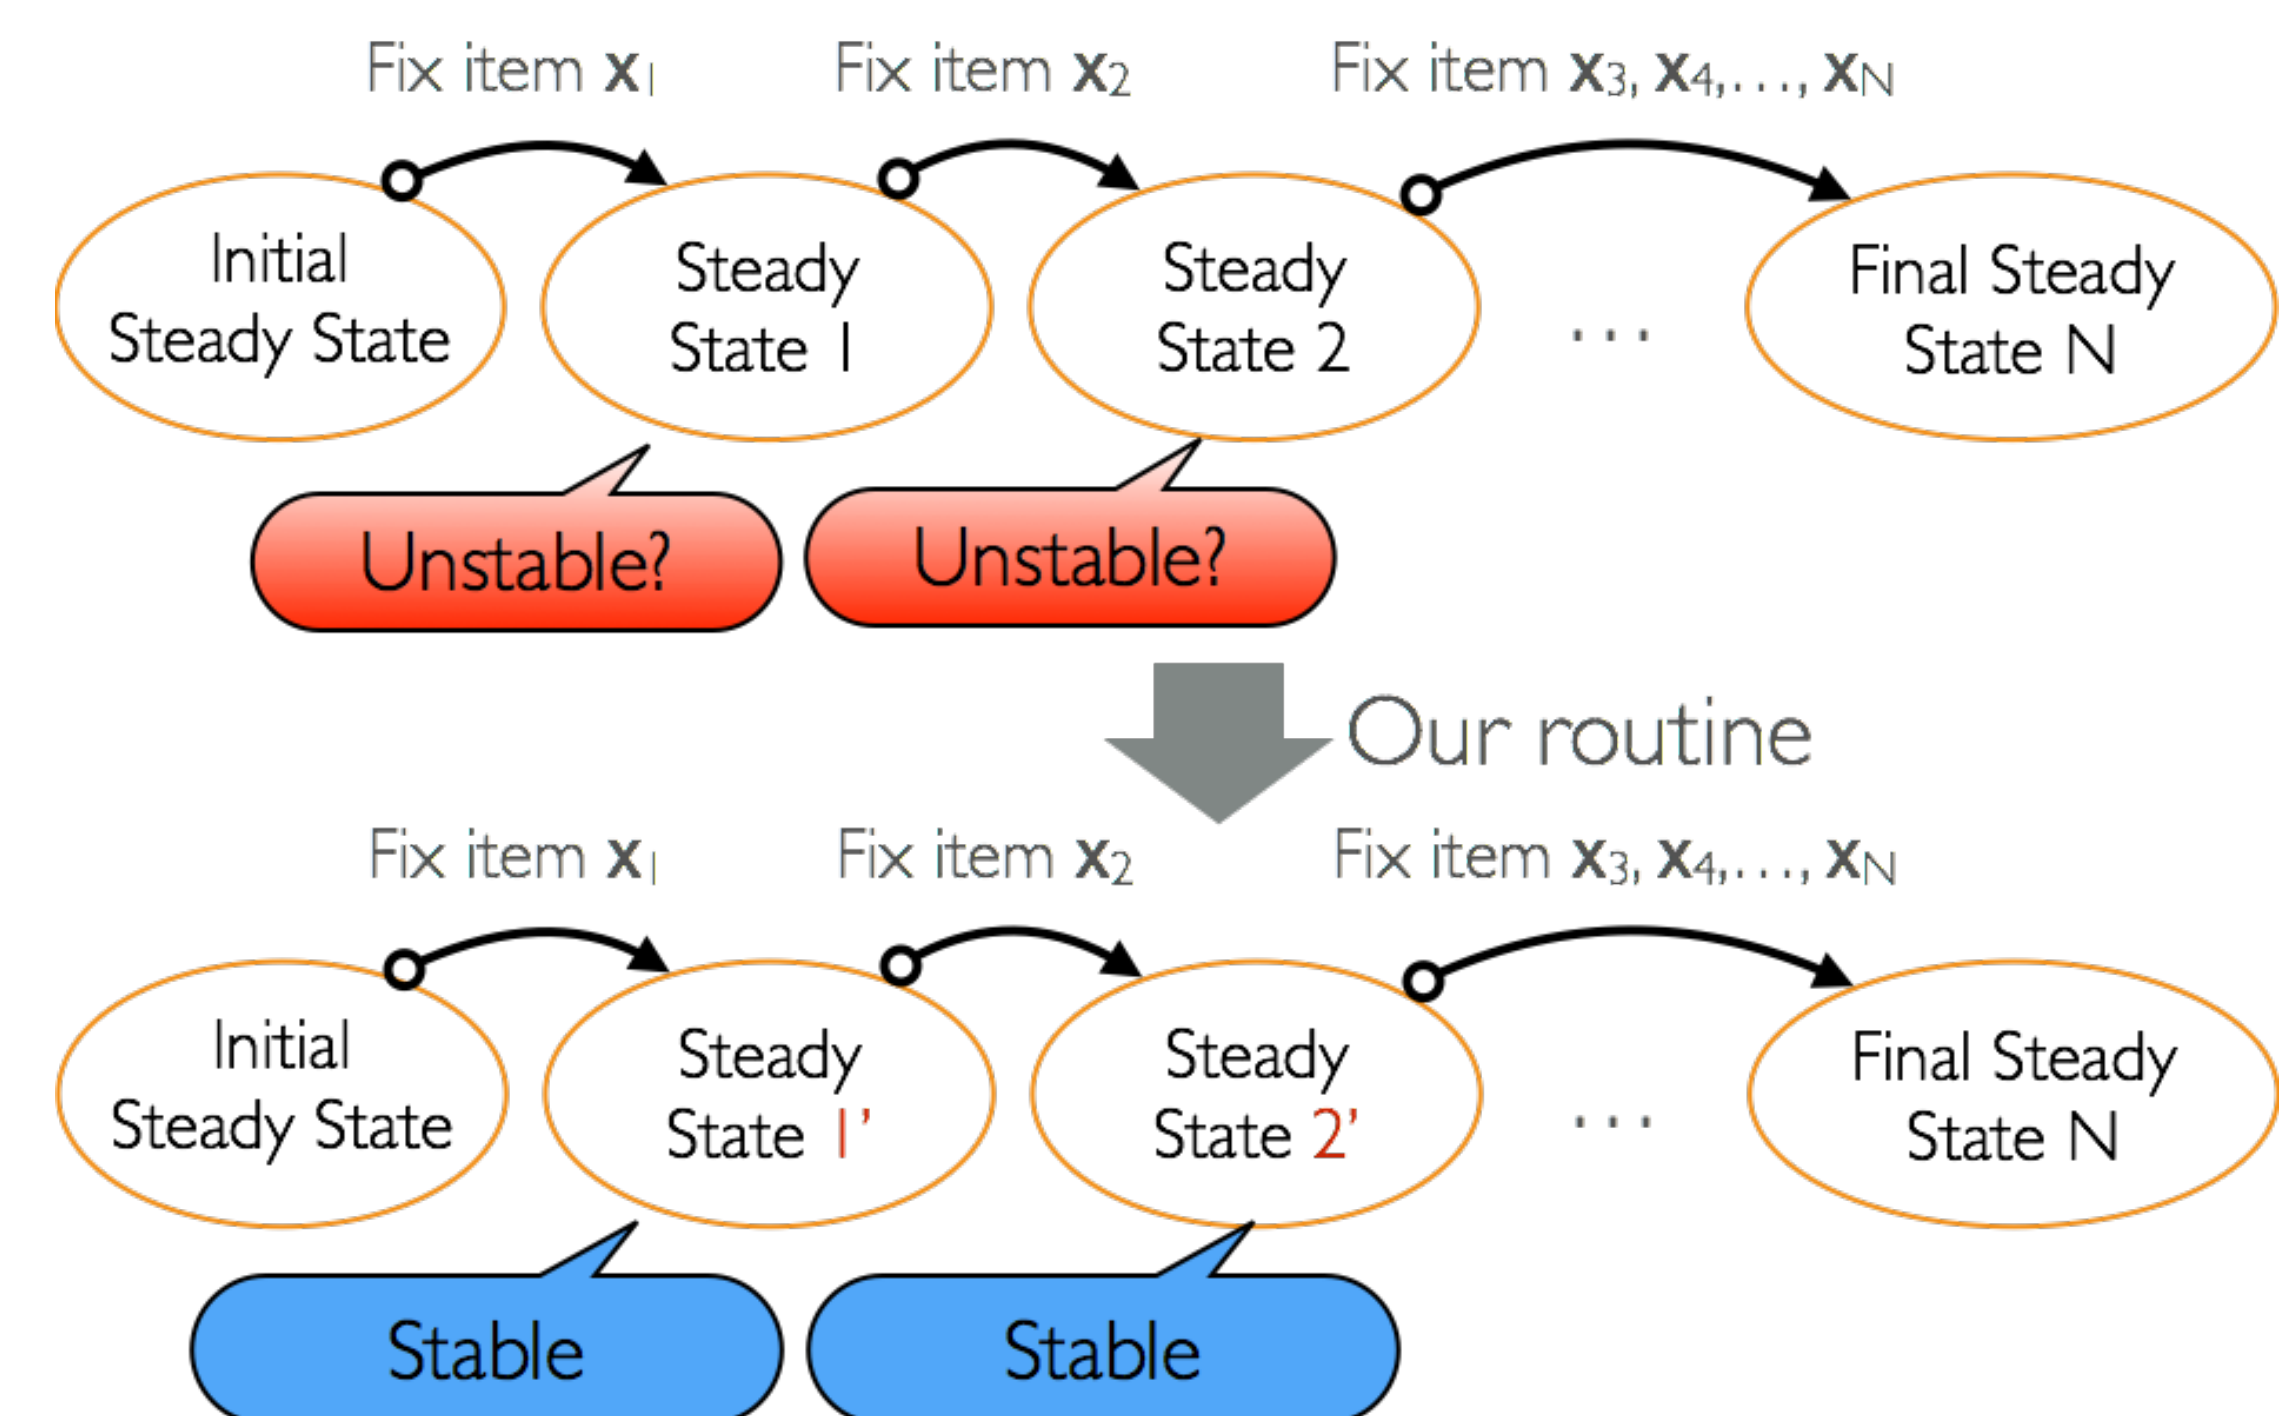 Fix item x₁ Fix item x₂ Fix item x₃, x₄,..., x_N
Initial
Steady State
Steady
State 1
Steady
State 2
...
Final Steady
State N
Unstable? Unstable?
Our routine
Fix item x₁ Fix item x₂ Fix item x₃, x₄,..., x_N
Initial
Steady State
Steady
State 1'
Steady
State 2'
...
Final Steady
State N
Stable Stable